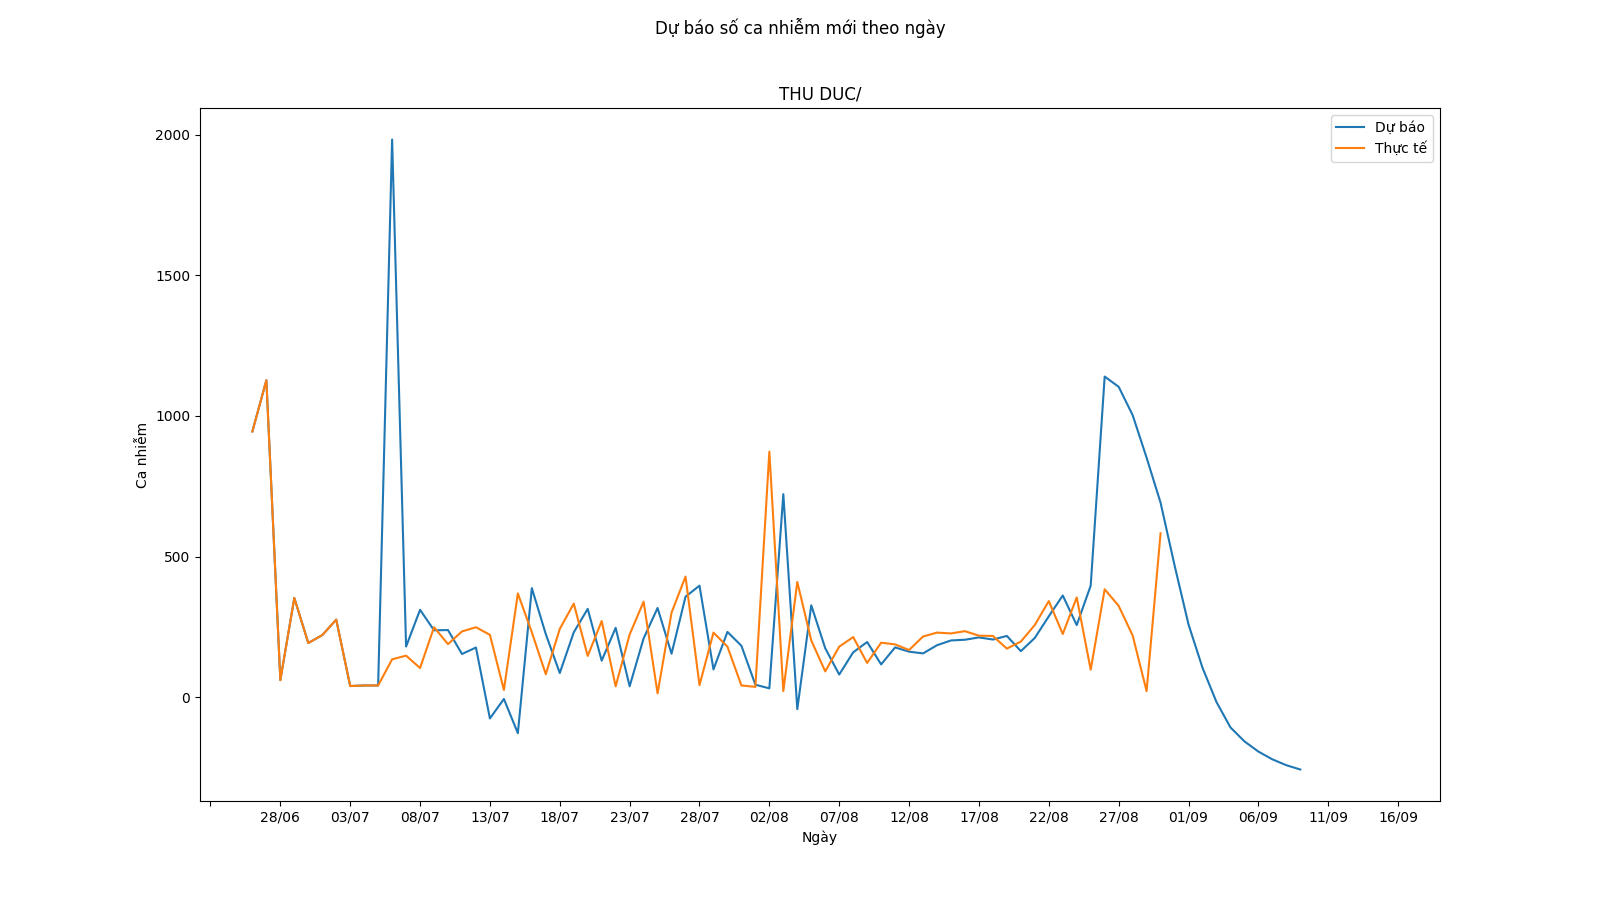 Dự báo số ca nhiễm mới theo ngày
THU DUC/
Dự báo
Thực tế
2000
1500
1000
500
0
Ca nhiễm
28/06 03/07 08/07 13/07 18/07 23/07 28/07 02/08 07/08 12/08 17/08 22/08 27/08 01/09 06/09 11/09 16/09
Ngày